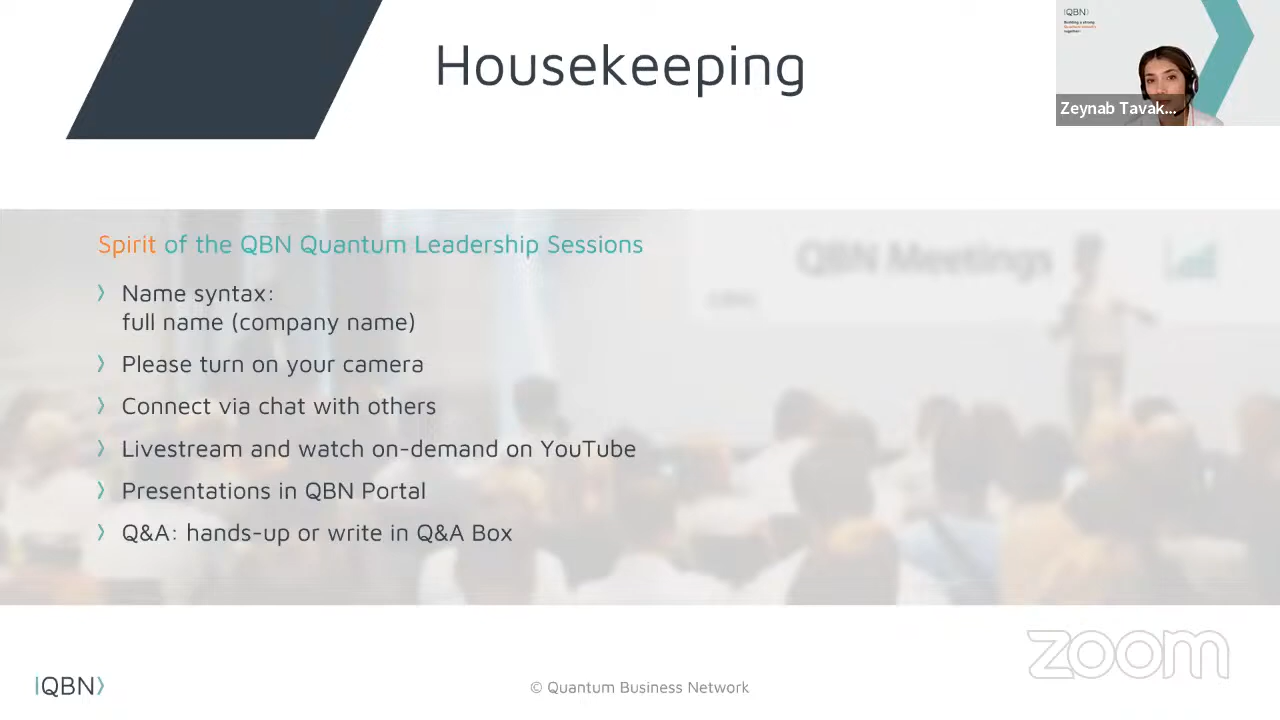 Housekeeping
|QBN⟩
Zeynab Tavak...
Spirit of the QBN Quantum Leadership Sessions
QBN Meetings
Name syntax:
full name (company name)
Please turn on your camera
Connect via chat with others
Livestream and watch on-demand on YouTube
Presentations in QBN Portal
Q&A: hands-up or write in Q&A Box
zoom
|QBN⟩
© Quantum Business Network